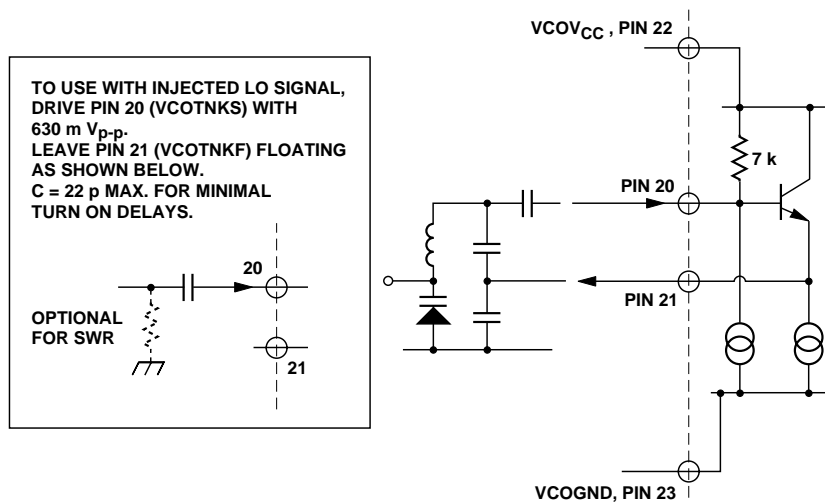 VCOVCC , PIN 22
TO USE WITH INJECTED LO SIGNAL,
DRIVE PIN 20 (VCOTNKS) WITH
630 m Vp-p.
LEAVE PIN 21 (VCOTNKF) FLOATING
AS SHOWN BELOW.
C = 22 p MAX. FOR MINIMAL
TURN ON DELAYS.
7 k
PIN 20
20
PIN 21
OPTIONAL
FOR SWR
21
VCOGND, PIN 23